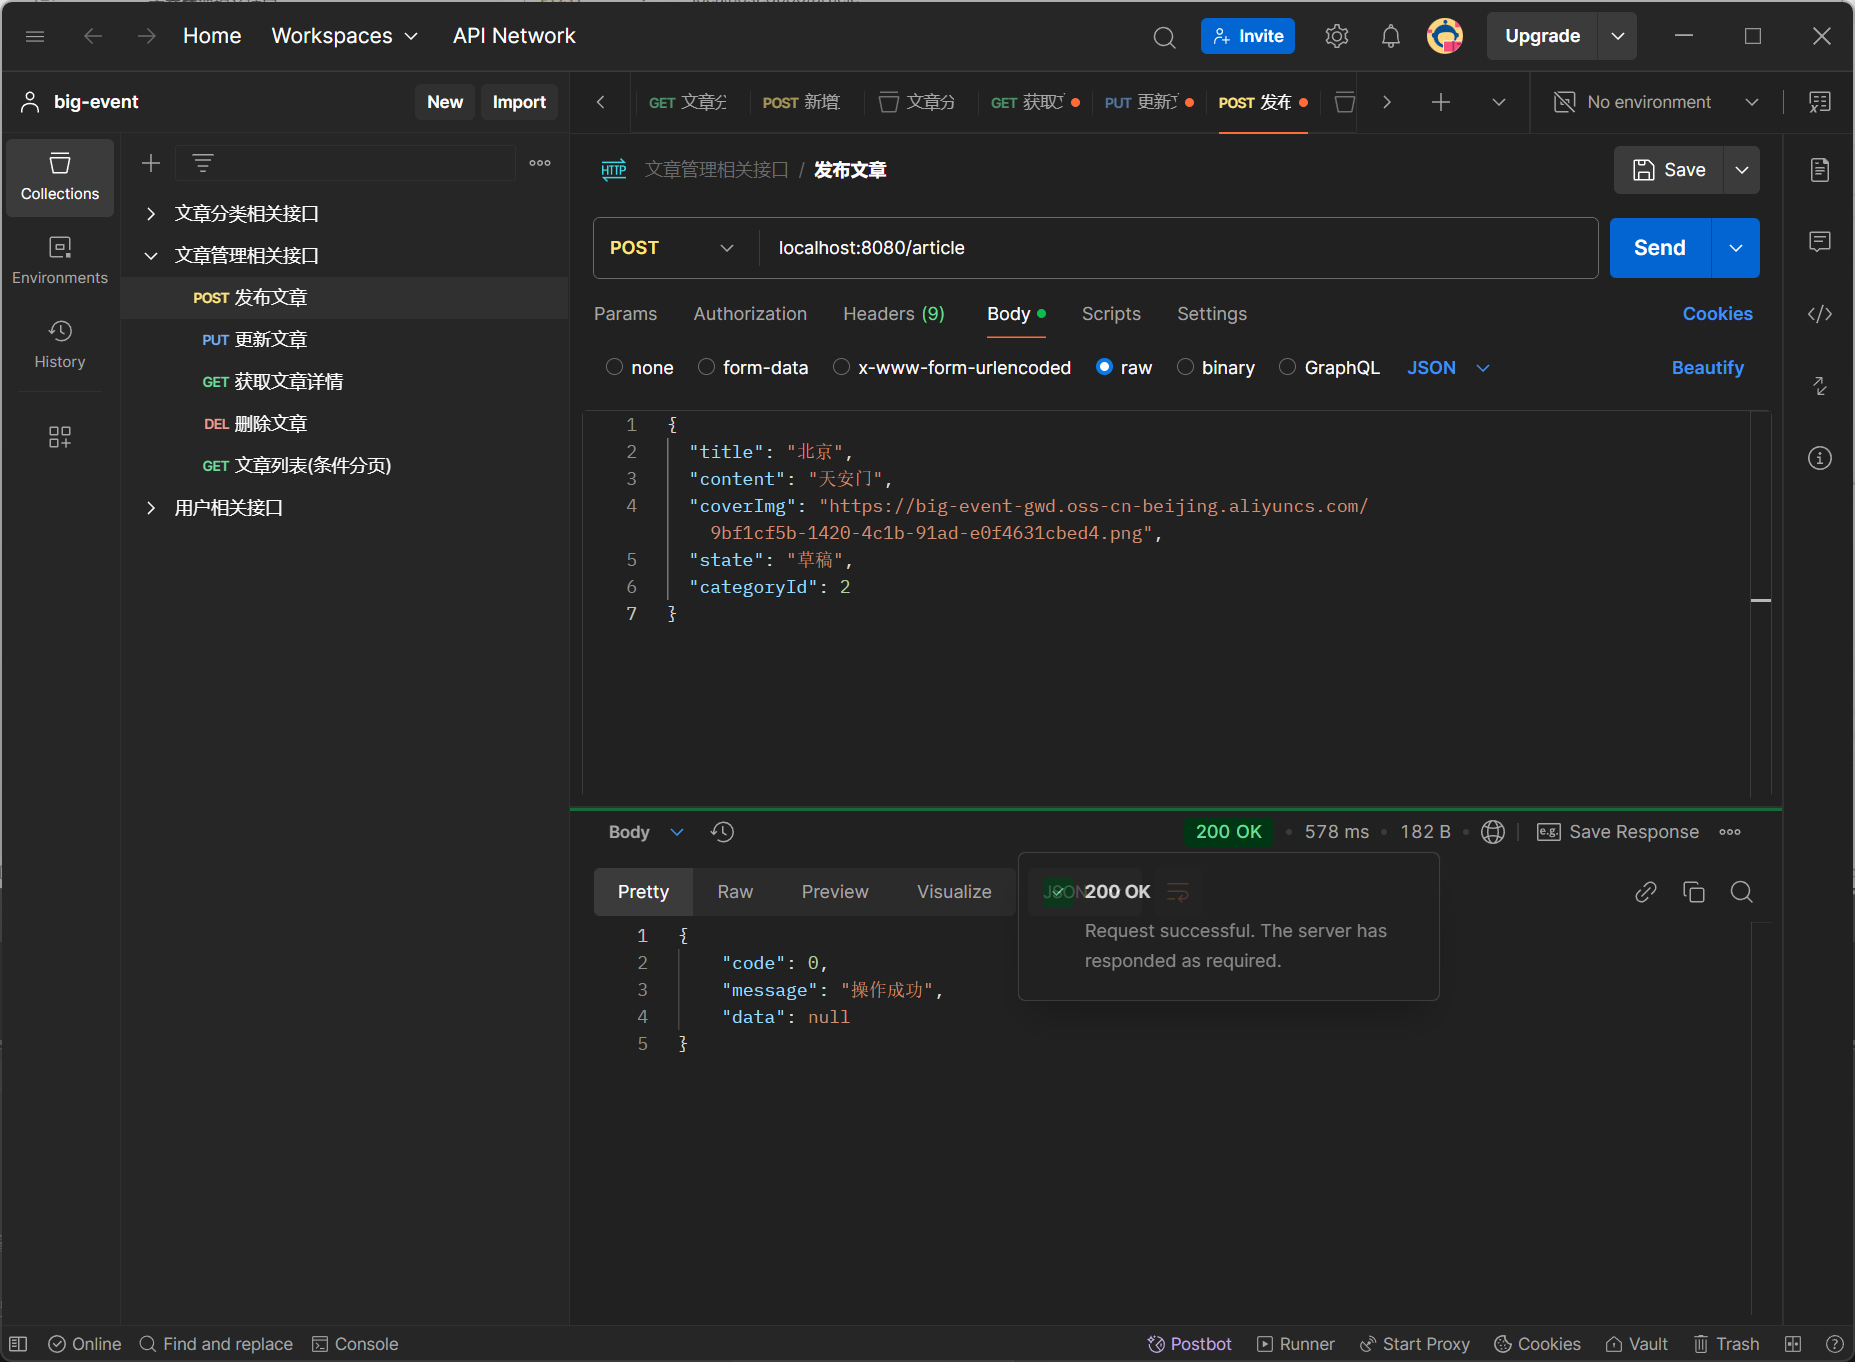 Home Workspaces API Network Invite Upgrade
big-event New Import GET 文章分 POST 新增 文章分 GET 获取 PUT 更新 POST 发布 No environment
Collections
Environments
History
文章分类相关接口
文章管理相关接口
POST 发布文章
PUT 更新文章
GET 获取文章详情
DEL 删除文章
GET 文章列表(条件分页)
用户相关接口
HTTP 文章管理相关接口 / 发布文章 Save
POST localhost:8080/article Send
Params Authorization Headers (9) Body Scripts Settings Cookies
none form-data x-www-form-urlencoded raw binary GraphQL JSON Beautify
1 {
2 "title": "北京",
3 "content": "天安门",
4 "coverImg": "https://big-event-gwd.oss-cn-beijing.aliyuncs.com/
9bf1cf5b-1420-4c1b-91ad-e0f4631cbed4.png",
5 "state": "草稿",
6 "categoryId": 2
7 }
Body 200 OK • 578 ms • 182 B e.g. Save Response
Pretty Raw Preview Visualize JSON
200 OK
Request successful. The server has
responded as required.
1 {
2 "code": 0,
3 "message": "操作成功",
4 "data": null
5 }
Online Find and replace Console Postbot Runner Start Proxy Cookies Vault Trash